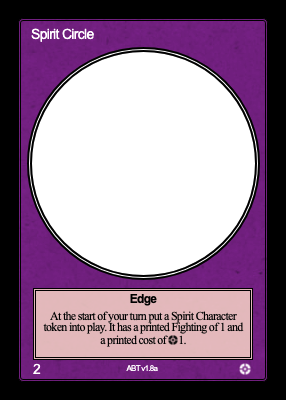 Spirit Circle
Edge
At the start of your turn put a Spirit Character
token into play. It has a printed Fighting of 1 and
a printed cost of 1.
2
ABT v1.8a